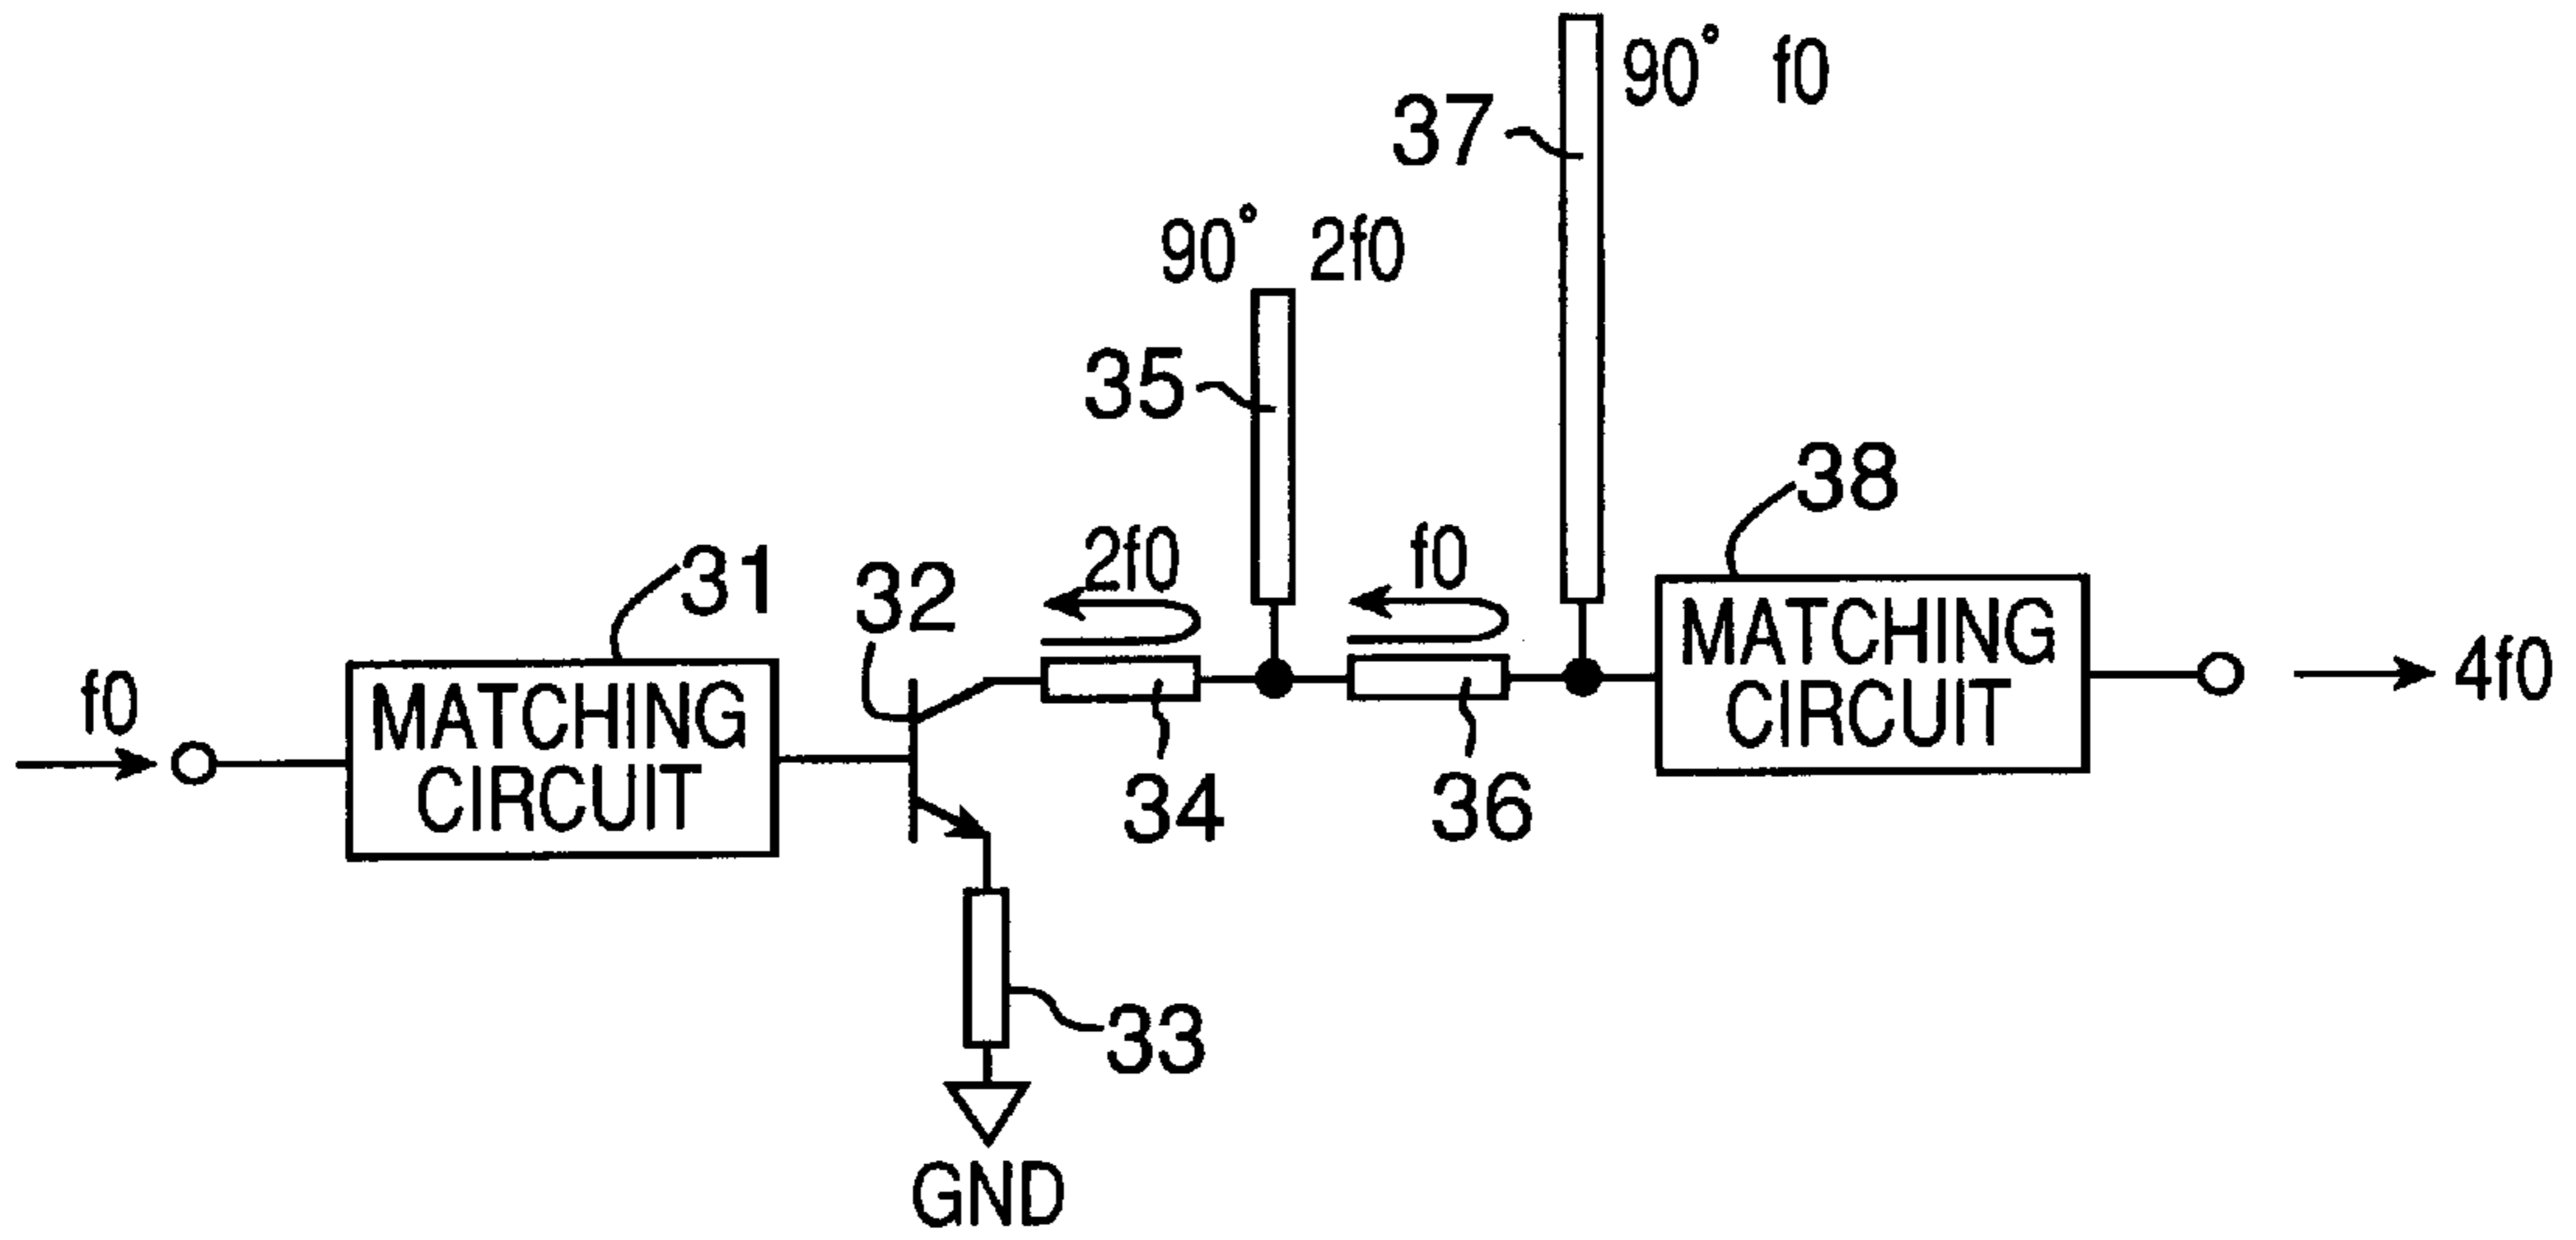 90° f0
37
90° 2f0
35
38
2f0
f0
31
32
MATCHING
CIRCUIT
f0
MATCHING
CIRCUIT
4f0
34
36
33
GND